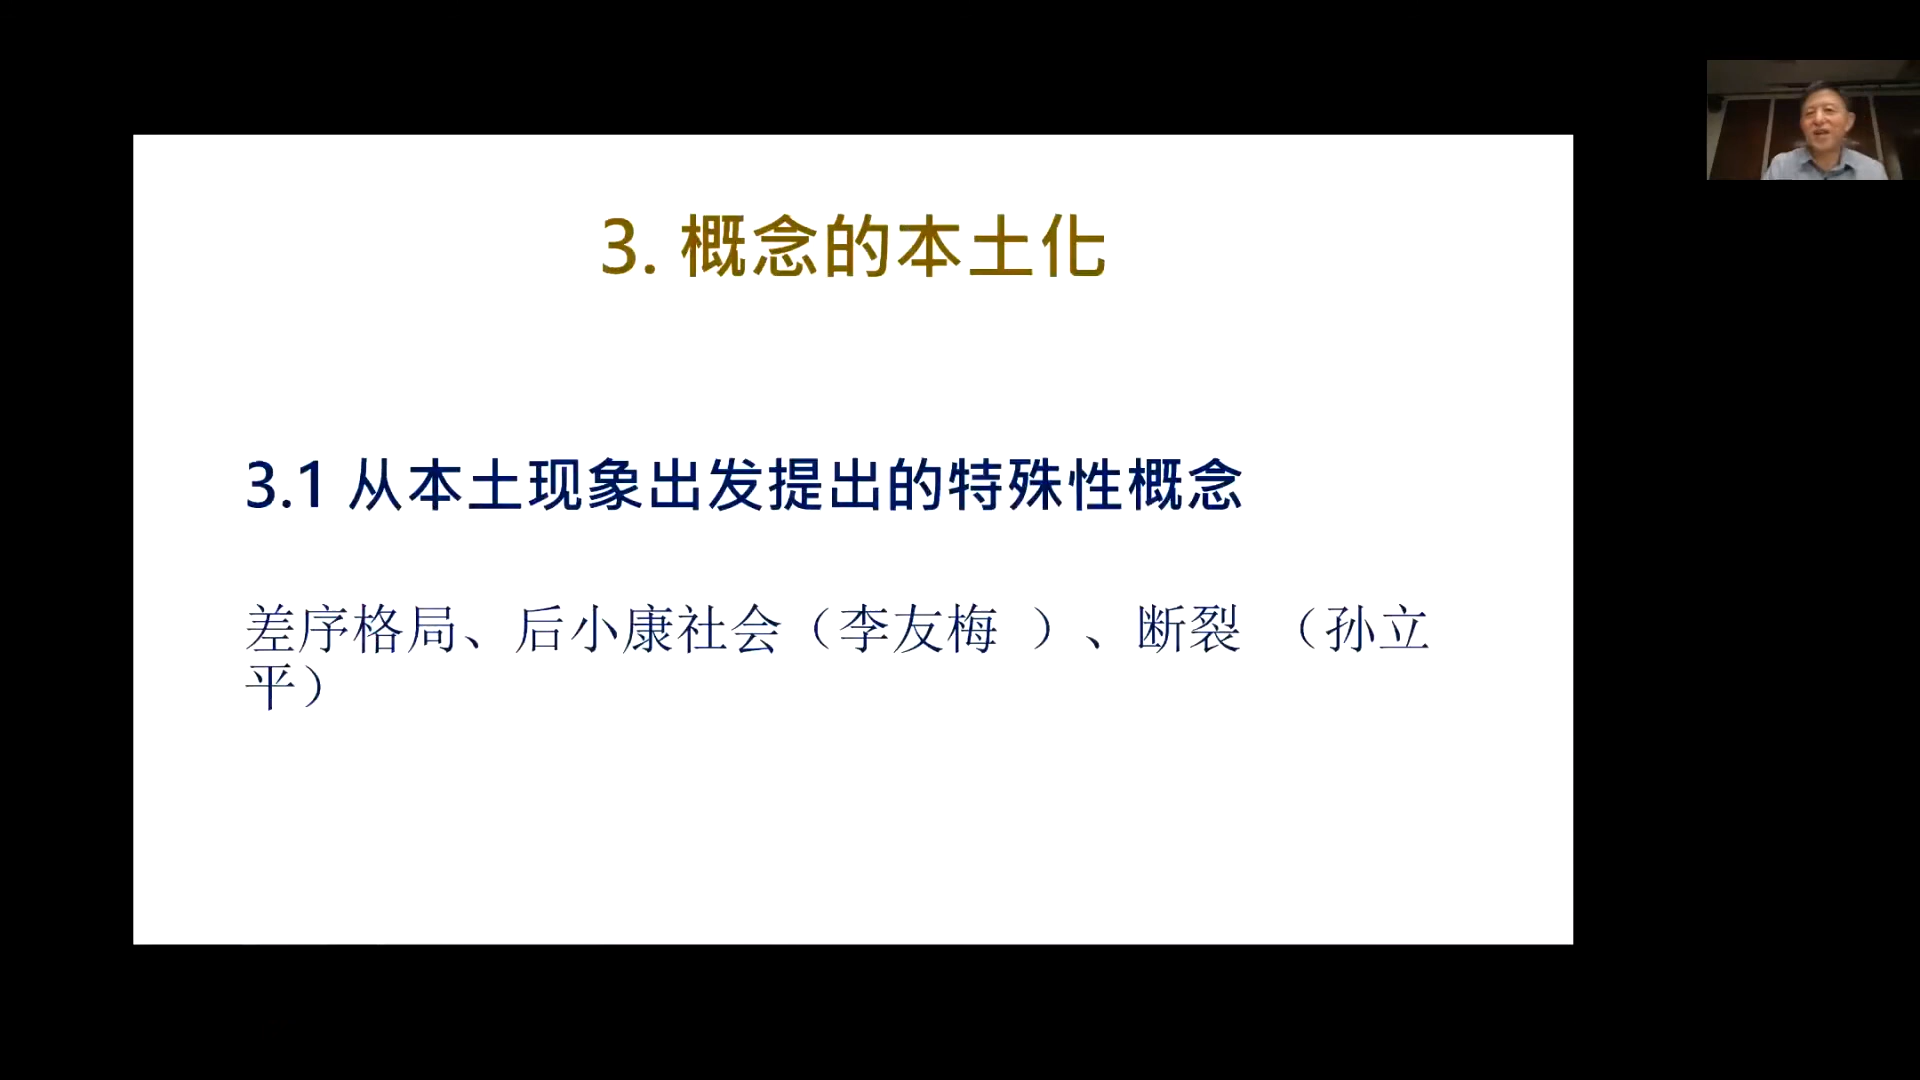 3. 概念的本土化
3.1 从本土现象出发提出的特殊性概念
差序格局、后小康社会（李友梅 ）、断裂 （孙立
平）